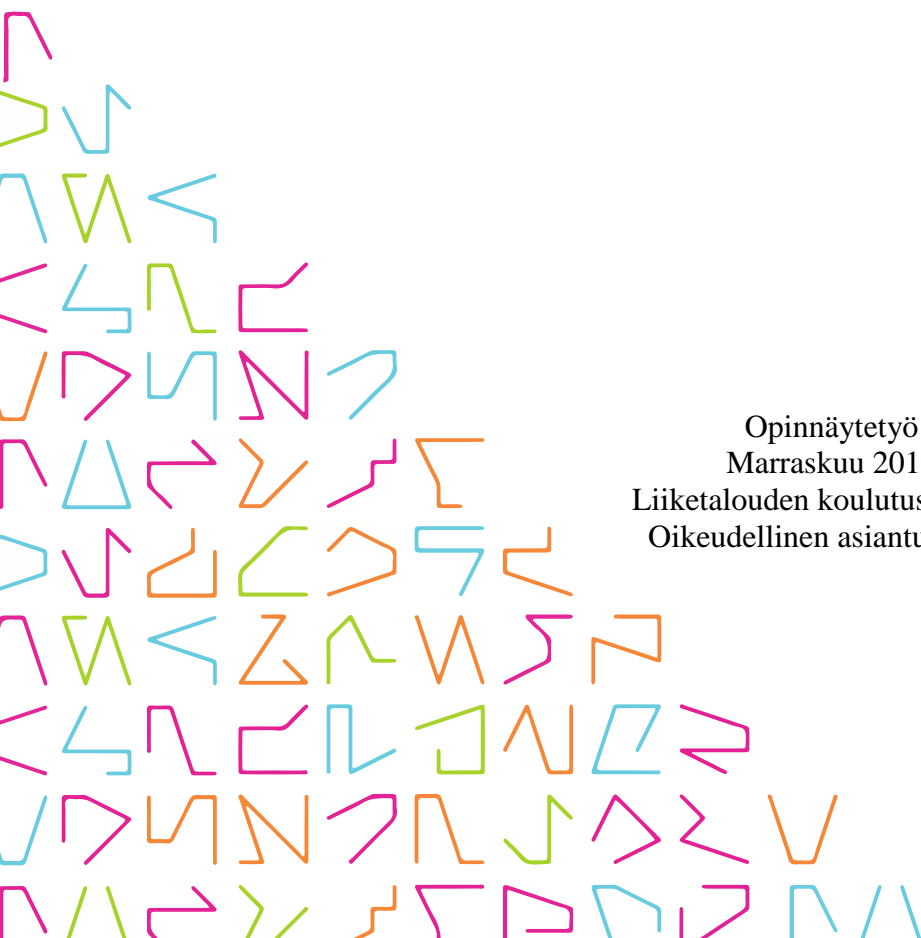 Opinnäytetyö
Marraskuu 201
Liiketalouden koulutus
Oikeudellinen asiantu